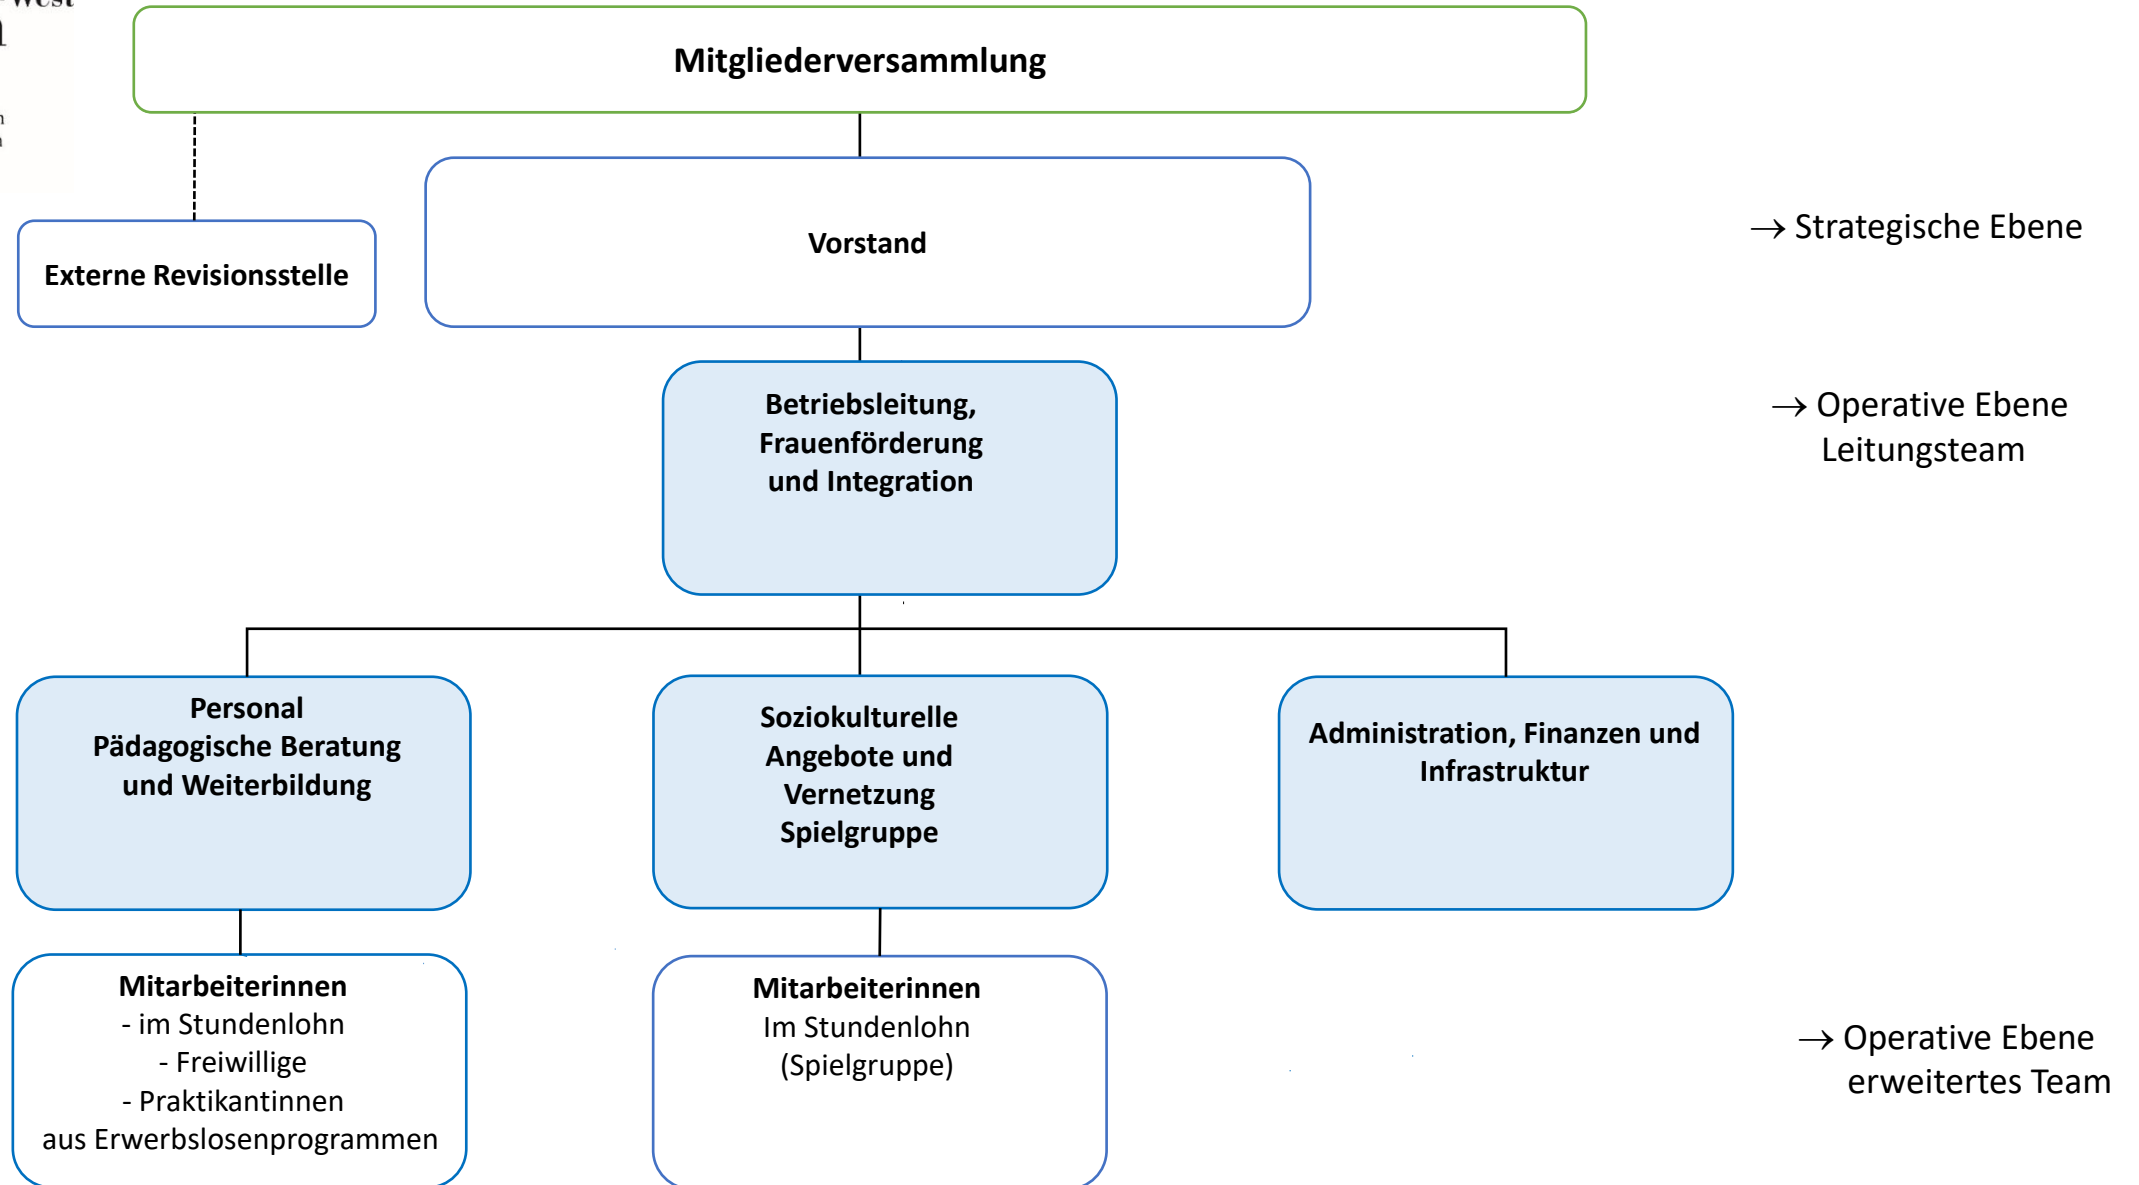 Mitgliederversammlung
Externe Revisionsstelle
Vorstand
→ Strategische Ebene
Betriebsleitung,
Frauenförderung
und Integration
→ Operative Ebene
Leitungsteam
Personal
Pädagogische Beratung
und Weiterbildung
Soziokulturelle
Angebote und
Vernetzung
Spielgruppe
Administration, Finanzen und
Infrastruktur
Mitarbeiterinnen
- im Stundenlohn
- Freiwillige
- Praktikantinnen
aus Erwerbslosenprogrammen
Mitarbeiterinnen
Im Stundenlohn
(Spielgruppe)
→ Operative Ebene
erweitertes Team